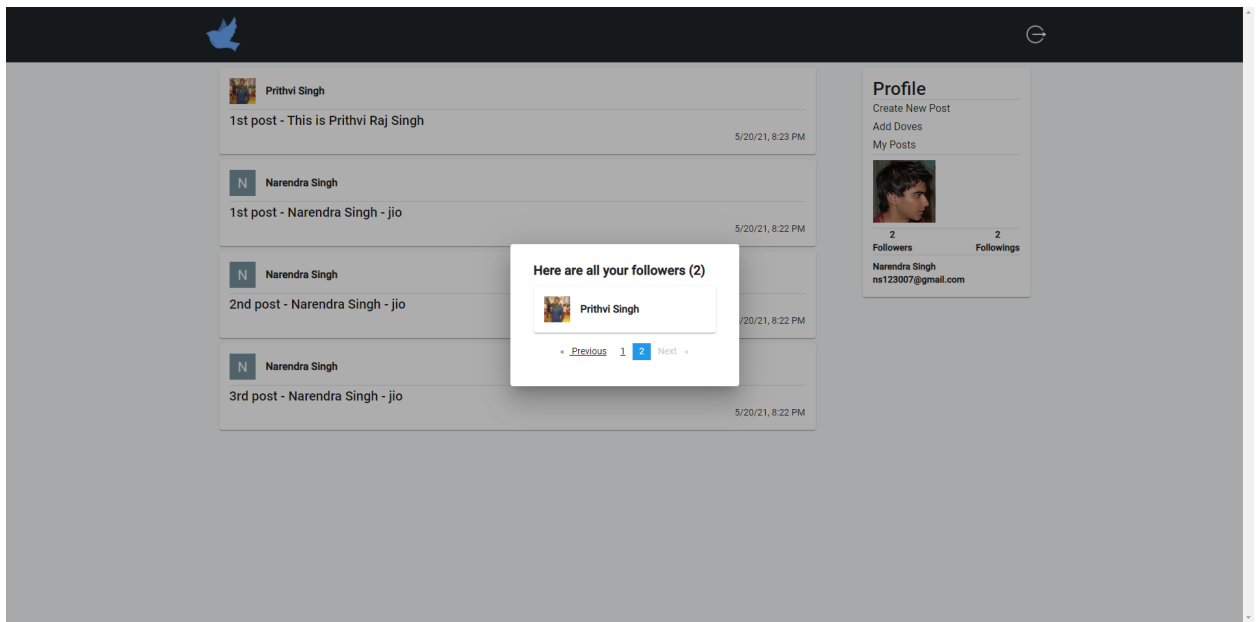 Prithvi Singh
1st post - This is Prithvi Raj Singh
5/20/21, 8:23 PM
N
Narendra Singh
1st post - Narendra Singh - jio
5/20/21, 8:22 PM
N
Narendra Singh
2nd post - Narendra Singh - jio
/20/21, 8:22 PM
N
Narendra Singh
3rd post - Narendra Singh - jio
5/20/21, 8:22 PM
Here are all your followers (2)
Prithvi Singh
« Previous 1 2 Next »
Profile
Create New Post
Add Doves
My Posts
2 2
Followers Followings
Narendra Singh
ns123007@gmail.com